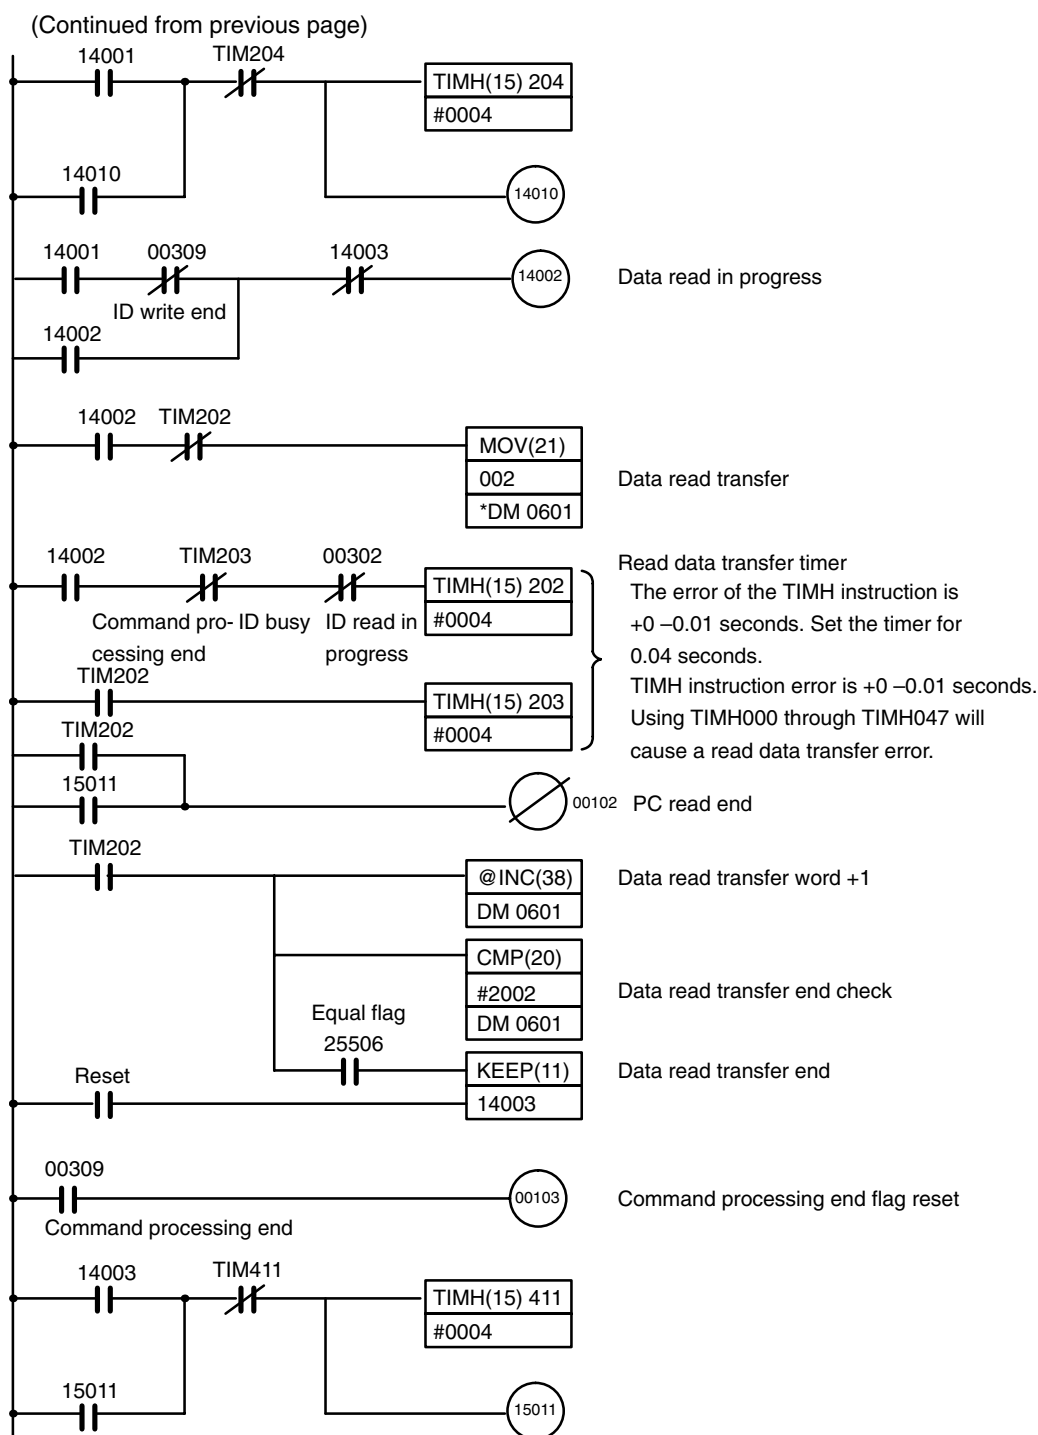 (Continued from previous page)
14001 TIM204
TIMH(15) 204
#0004
14010
14010
14001 00309 14003
14002 Data read in progress
ID write end
14002
14002 TIM202
MOV(21)
002 Data read transfer
*DM 0601
14002 TIM203 00302 Read data transfer timer
TIMH(15) 202 The error of the TIMH instruction is
#0004 +0 –0.01 seconds. Set the timer for
Command pro- ID busy ID read in
cessing end progress 0.04 seconds.
TIM202
TIMH(15) 203 TIMH instruction error is +0 –0.01 seconds.
TIM202 #0004 Using TIMH000 through TIMH047 will
cause a read data transfer error.
15011
00102 PC read end
TIM202
@INC(38) Data read transfer word +1
DM 0601
CMP(20)
#2002 Data read transfer end check
Equal flag DM 0601
25506
KEEP(11) Data read transfer end
Reset 14003
00309
00103 Command processing end flag reset
Command processing end
14003 TIM411
TIMH(15) 411
#0004
15011
15011